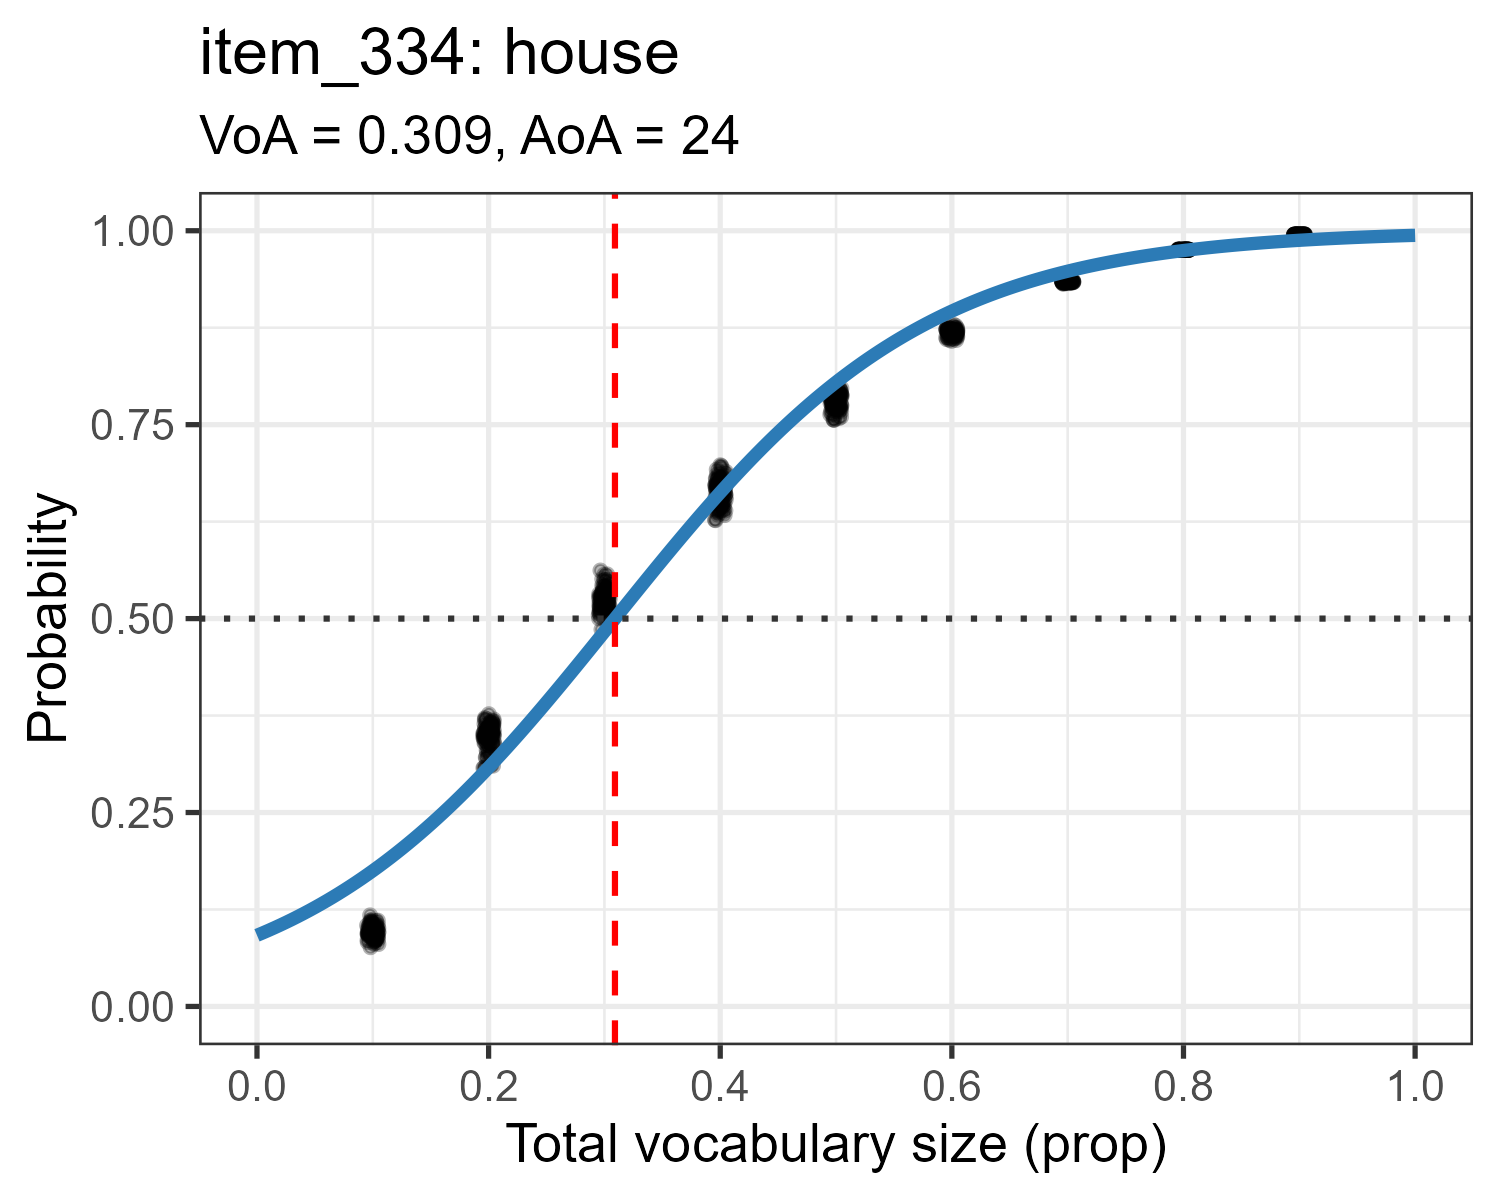 item_334: house
VoA = 0.309, AoA = 24
1.00
0.75
0.50
0.25
0.00
Probability
0.0 0.2 0.4 0.6 0.8 1.0
Total vocabulary size (prop)